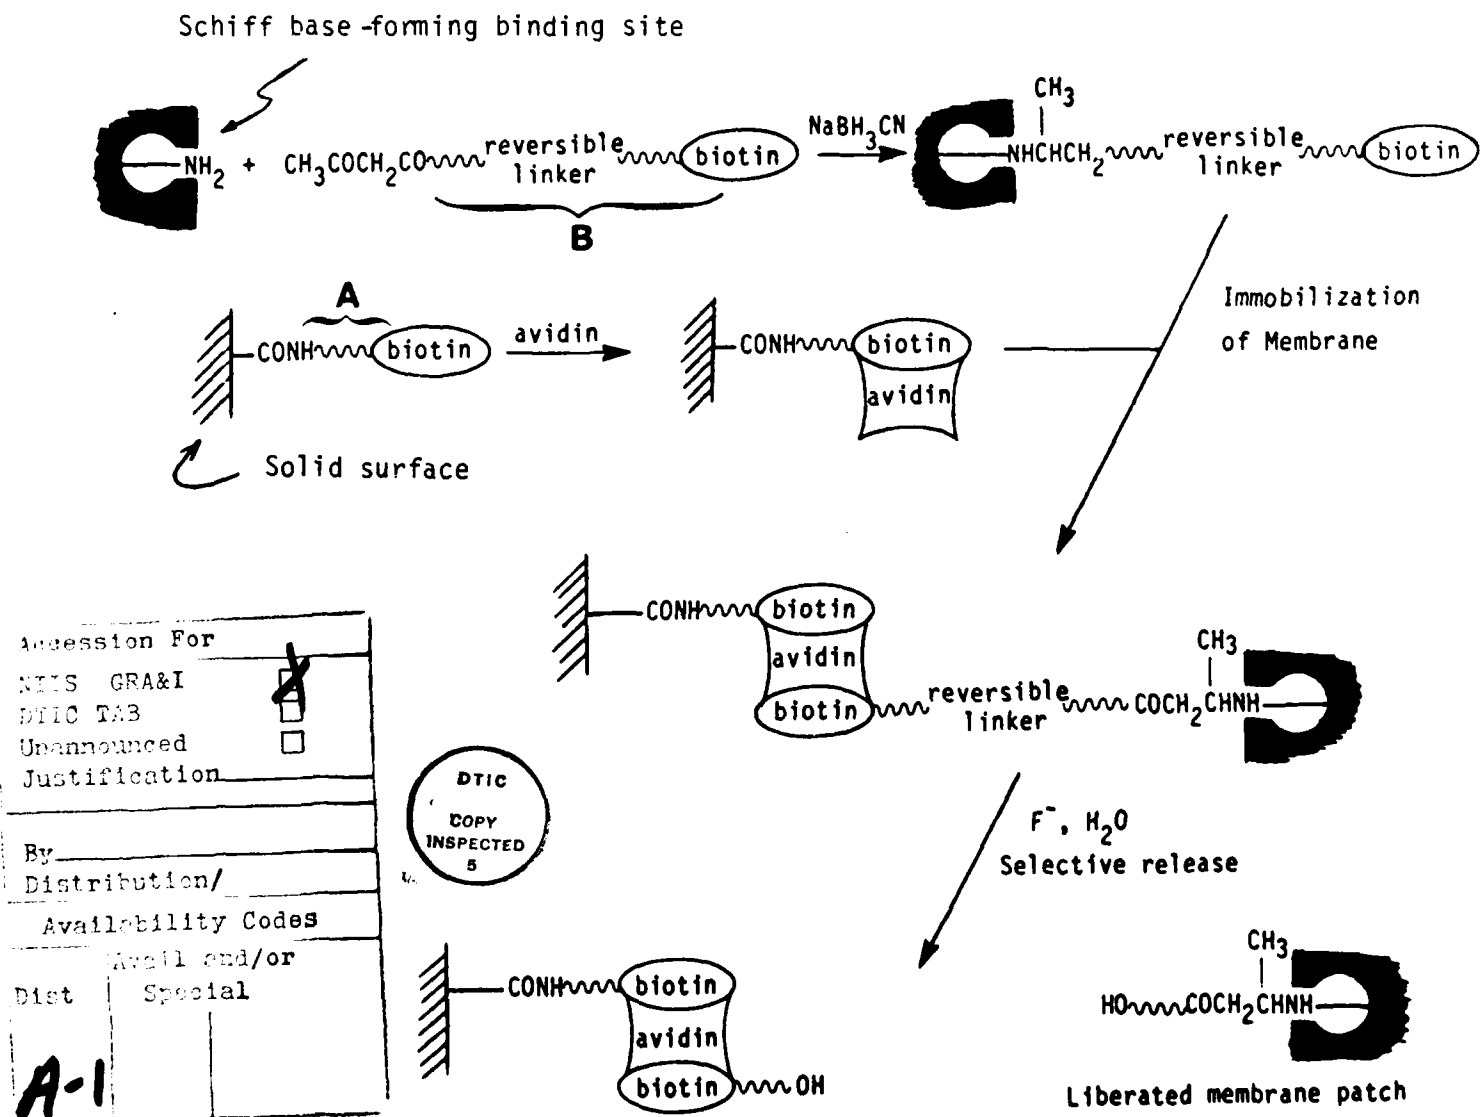 Schiff base-forming binding site
NH2 + CH3COCH2CO reversible linker biotin
NaBH3CN
CH3
NHCHCH2 reversible linker biotin
B
A
CONH biotin
avidin
CONH biotin
avidin
Immobilization
of Membrane
Solid surface
CONH biotin
avidin
biotin reversible linker COCH2CHNH
CH3
F-, H2O
Selective release
Accession For
NTIS GRA&I
DTIC TAB
Unannounced
Justification
By
Distribution/
Availability Codes
Avail and/or
Dist Special
A-1
DTIC
COPY
INSPECTED
5
CONH biotin
avidin
biotin OH
CH3
HO COCH2CHNH
Liberated membrane patch